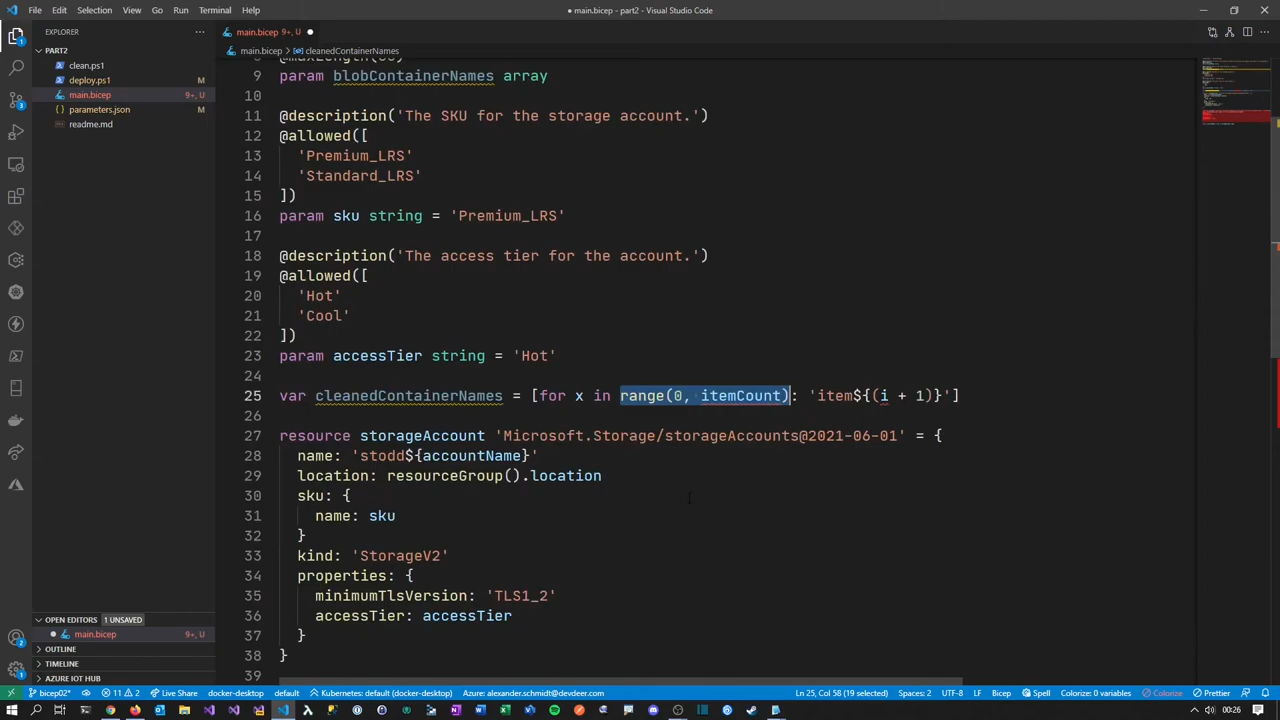 File Edit Selection View Go Run Terminal Help
● main.bicep - part2 - Visual Studio Code
EXPLORER
PART2
clean.ps1
deploy.ps1 M
main.bicep 9+, U
parameters.json M
readme.md
OPEN EDITORS 1 UNSAVED
main.bicep 9+, U
OUTLINE
TIMELINE
AZURE IOT HUB
main.bicep 9+, U
main.bicep > cleanedContainerNames
9 param blobContainerNames array
10
11 @description('The SKU for the storage account.')
12 @allowed([
13 'Premium_LRS'
14 'Standard_LRS'
15 ])
16 param sku string = 'Premium_LRS'
17
18 @description('The access tier for the account.')
19 @allowed([
20 'Hot'
21 'Cool'
22 ])
23 param accessTier string = 'Hot'
24
25 var cleanedContainerNames = [for x in range(0, itemCount): 'item${(i + 1)}']
26
27 resource storageAccount 'Microsoft.Storage/storageAccounts@2021-06-01' = {
28 name: 'stodd${accountName}'
29 location: resourceGroup().location
30 sku: {
31 name: sku
32 }
33 kind: 'StorageV2'
34 properties: {
35 minimumTlsVersion: 'TLS1_2'
36 accessTier: accessTier
37 }
38 }
39
bicep02* 11 2 Live Share docker-desktop default Kubernetes: default (docker-desktop) Azure: alexander.schmidt@devdeer.com Ln 25, Col 58 (19 selected) Spaces: 2 UTF-8 LF Bicep Spell Colorize: 0 variables Colorize Prettier
00:26